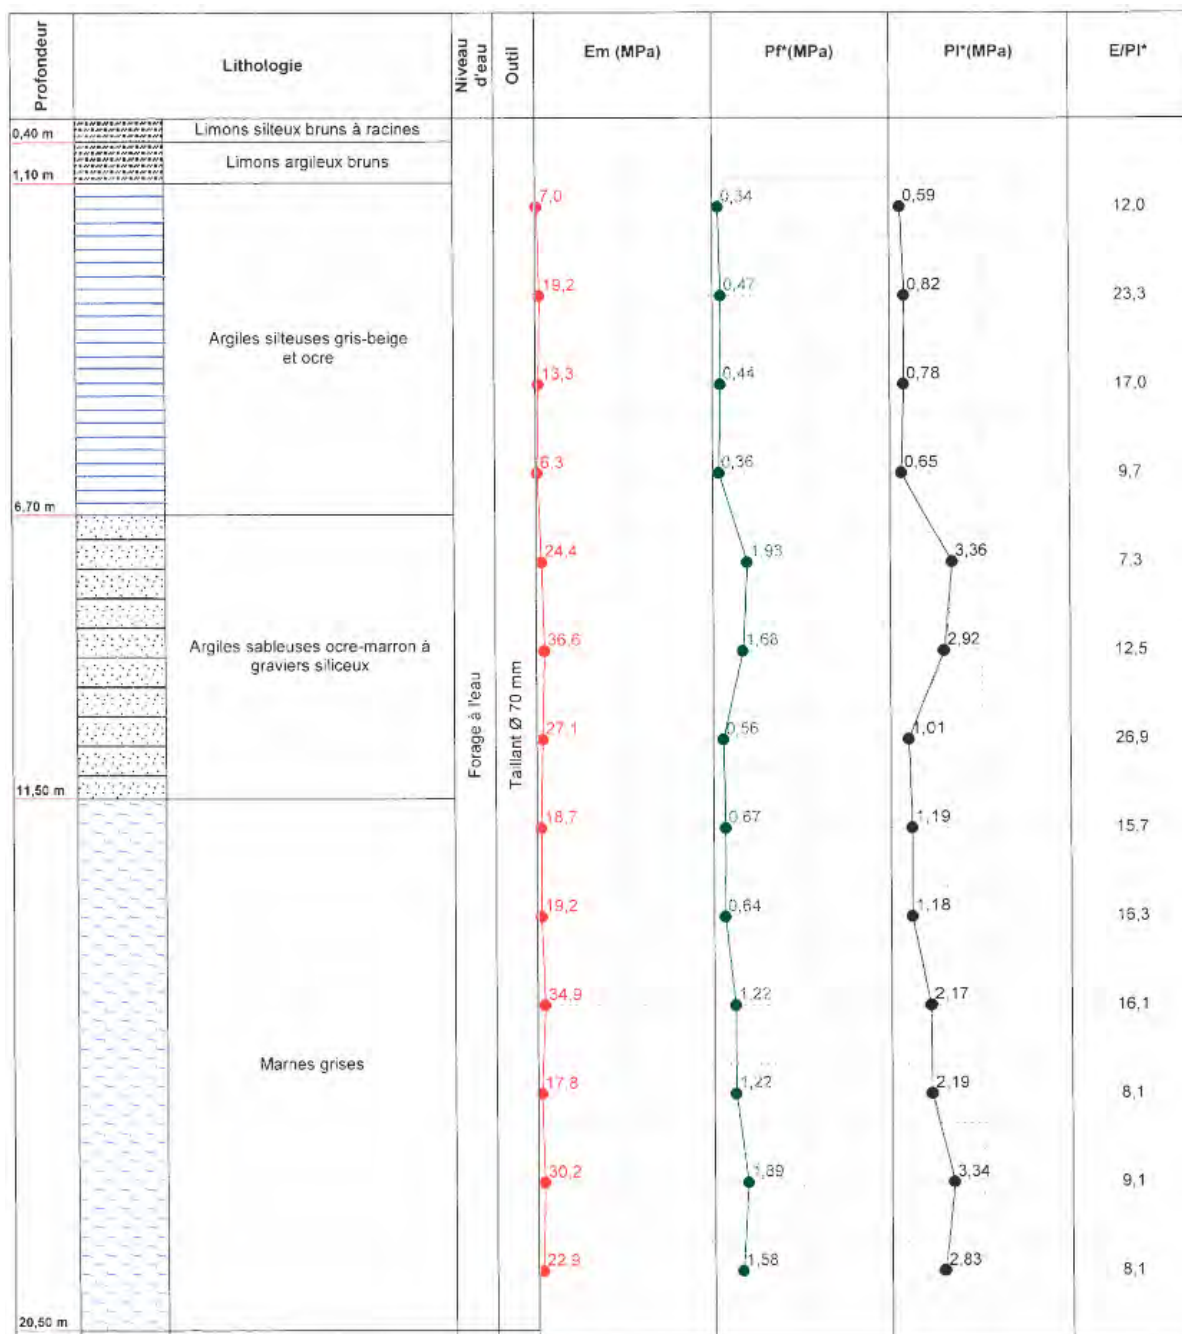 Profondeur
Lithologie
Niveau
d'eau
Outil
Em (MPa)
Pf*(MPa)
Pl*(MPa)
E/Pl*
Limons silteux bruns à racines
0,40 m
Limons argileux bruns
1,10 m
7,0
0,34
0,59
12,0
19,2
0,47
0,82
23,3
Argiles silteuses gris-beige
et ocre
13,3
0,44
0,78
17,0
6,3
0,36
0,65
9,7
6,70 m
24,4
1,93
3,36
7,3
Argiles sableuses ocre-marron à
graviers siliceux
36,6
1,68
2,92
12,5
Forage à l'eau
Taillant Ø 70 mm
27,1
0,56
1,01
26,9
11,50 m
18,7
0,67
1,19
15,7
19,2
0,64
1,18
16,3
34,9
1,22
2,17
16,1
Marnes grises
17,8
1,22
2,19
8,1
30,2
1,89
3,34
9,1
22,9
1,58
2,83
8,1
20,50 m